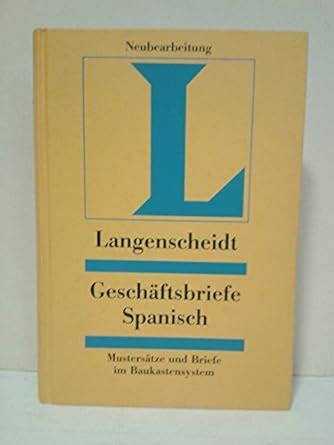 Neubearbeitung
L
Langenscheidt
Geschäftsbriefe
Spanisch
Mustersätze und Briefe
im Baukastensystem